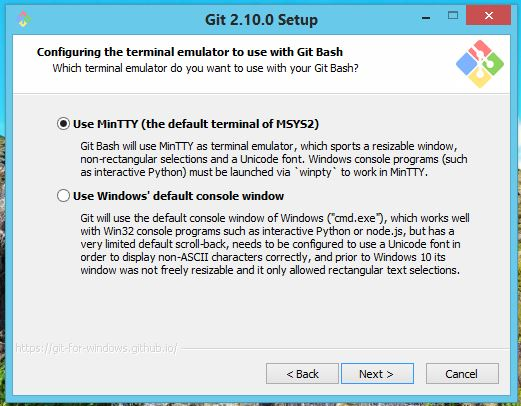 Git 2.10.0 Setup
Configuring the terminal emulator to use with Git Bash
Which terminal emulator do you want to use with your Git Bash?
Use MinTTY (the default terminal of MSYS2)
Git Bash will use MinTTY as terminal emulator, which sports a resizable window,
non-rectangular selections and a Unicode font. Windows console programs (such
as interactive Python) must be launched via `winpty` to work in MinTTY.
Use Windows' default console window
Git will use the default console window of Windows ("cmd.exe"), which works well
with Win32 console programs such as interactive Python or node.js, but has a
very limited default scroll-back, needs to be configured to use a Unicode font in
order to display non-ASCII characters correctly, and prior to Windows 10 its
window was not freely resizable and it only allowed rectangular text selections.
https://git-for-windows.github.io/
< Back
Next >
Cancel